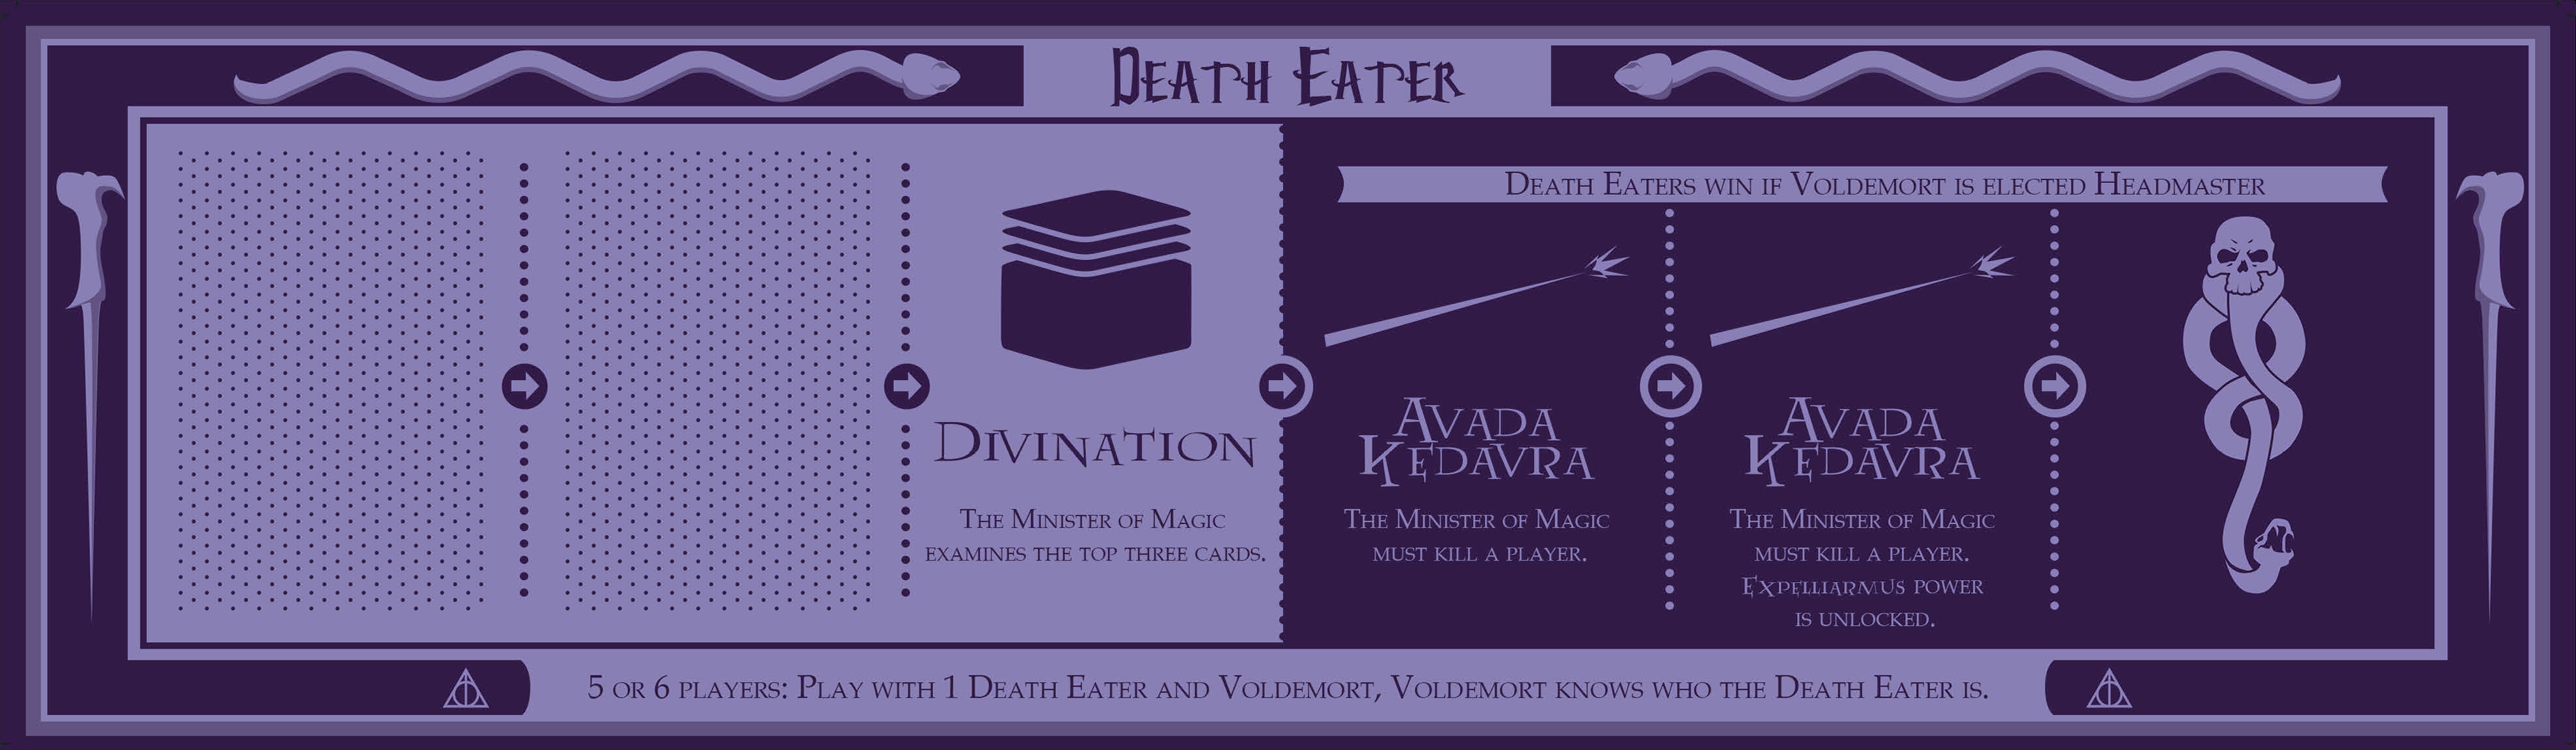 Death Eater
Death Eaters win if Voldemort is elected Headmaster
Divination
The Minister of Magic
examines the top three cards.
Avada
Kedavra
The Minister of Magic
must kill a player.
Avada
Kedavra
The Minister of Magic
must kill a player.
Expelliarmus power
is unlocked.
5 or 6 players: Play with 1 Death Eater and Voldemort, Voldemort knows who the Death Eater is.